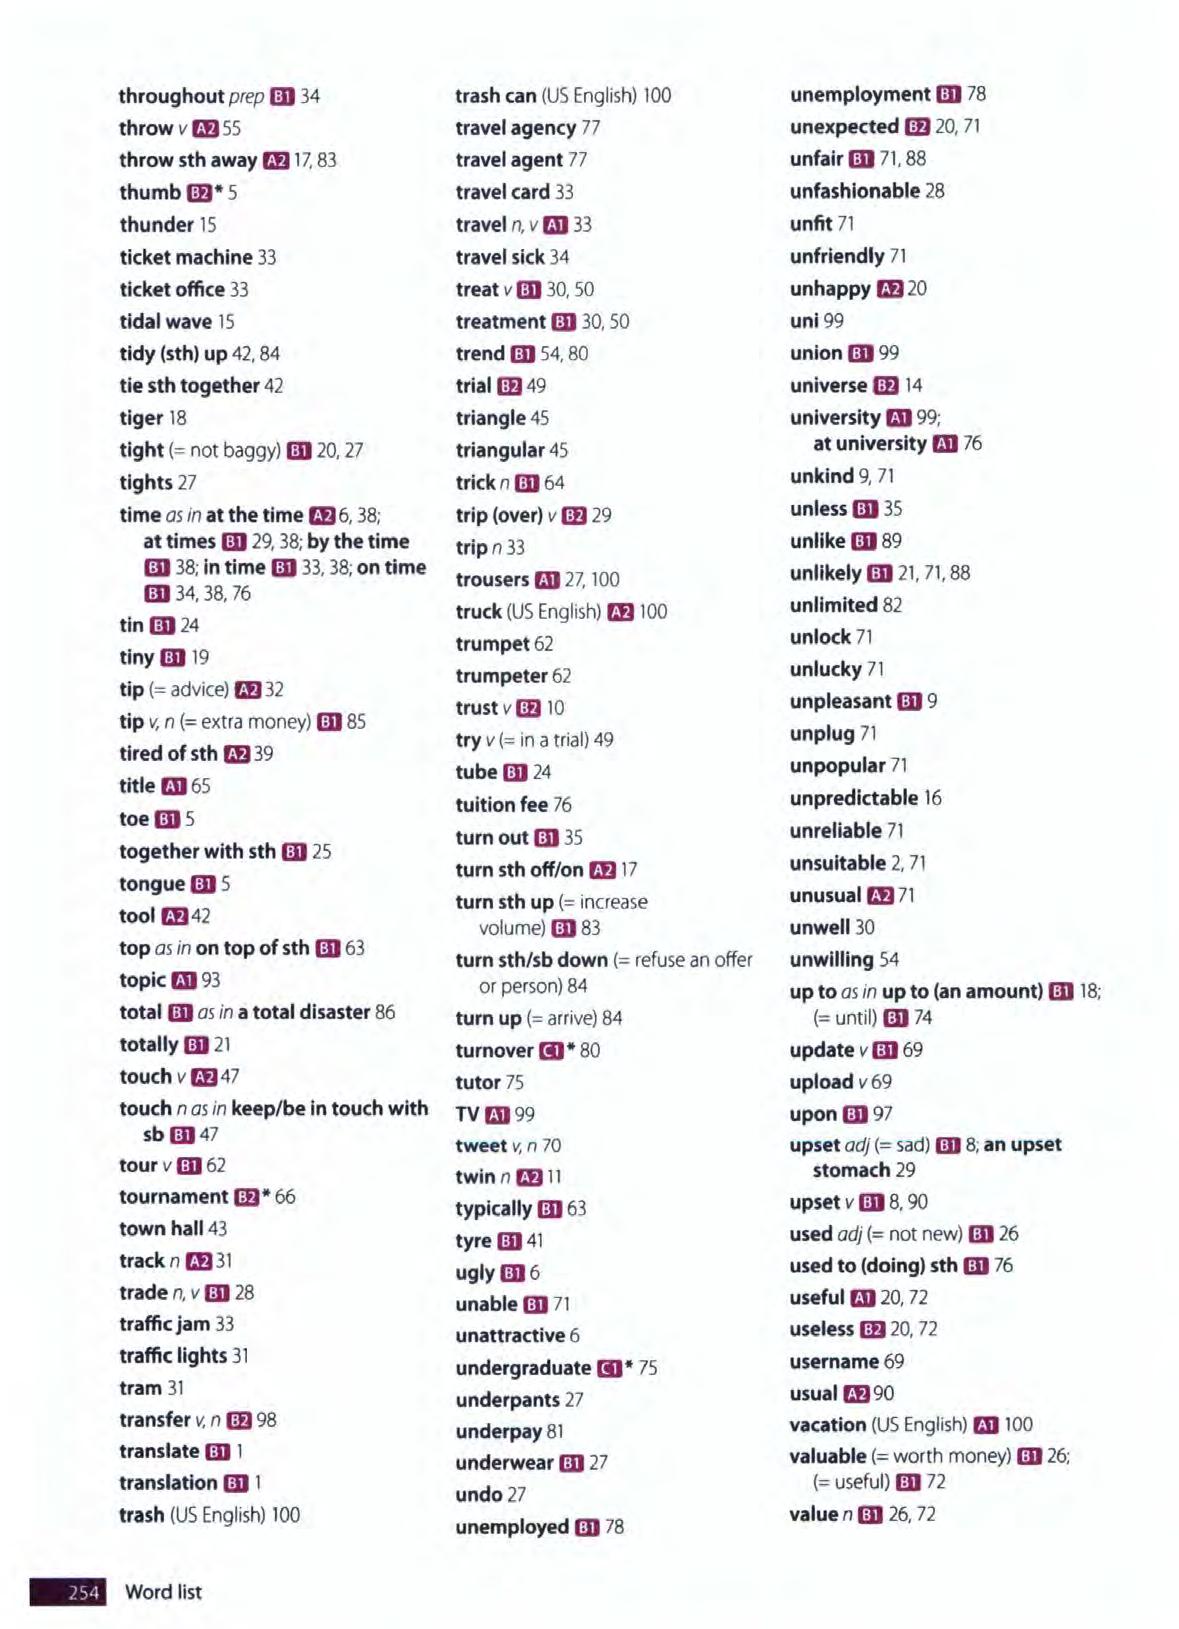 throughout prep B1 34
throw v A2 55
throw sth away A2 17, 83
thumb B2* 5
thunder 15
ticket machine 33
ticket office 33
tidal wave 15
tidy (sth) up 42, 84
tie sth together 42
tiger 18
tight (= not baggy) B1 20, 27
tights 27
time as in at the time A2 6, 38;
at times B1 29, 38; by the time
B1 38; in time B1 33, 38; on time
B1 34, 38, 76
tin B1 24
tiny B1 19
tip (= advice) A2 32
tip v, n (= extra money) B1 85
tired of sth A2 39
title A1 65
toe B1 5
together with sth B1 25
tongue B1 5
tool A2 42
top as in on top of sth B1 63
topic A1 93
total B1 as in a total disaster 86
totally B1 21
touch v A2 47
touch n as in keep/be in touch with
sb B1 47
tour v B1 62
tournament B2* 66
town hall 43
track n A2 31
trade n, v B1 28
traffic jam 33
traffic lights 31
tram 31
transfer v, n B2 98
translate B1 1
translation B1 1
trash (US English) 100
trash can (US English) 100
travel agency 77
travel agent 77
travel card 33
travel n, v A1 33
travel sick 34
treat v B1 30, 50
treatment B1 30, 50
trend B1 54, 80
trial B2 49
triangle 45
triangular 45
trick n B1 64
trip (over) v B2 29
trip n 33
trousers A1 27, 100
truck (US English) A2 100
trumpet 62
trumpeter 62
trust v B2 10
try v (= in a trial) 49
tube B1 24
tuition fee 76
turn out B1 35
turn sth off/on A2 17
turn sth up (= increase
volume) B1 83
turn sth/sb down (= refuse an offer
or person) 84
turn up (= arrive) 84
turnover C1* 80
tutor 75
TV A1 99
tweet v, n 70
twin n A2 11
typically B1 63
tyre B1 41
ugly B1 6
unable B1 71
unattractive 6
undergraduate C1* 75
underpants 27
underpay 81
underwear B1 27
undo 27
unemployed B1 78
unemployment B1 78
unexpected B2 20, 71
unfair B1 71, 88
unfashionable 28
unfit 71
unfriendly 71
unhappy A2 20
uni 99
union B1 99
universe B2 14
university A1 99;
at university A1 76
unkind 9, 71
unless B1 35
unlike B1 89
unlikely B1 21, 71, 88
unlimited 82
unlock 71
unlucky 71
unpleasant B1 9
unplug 71
unpopular 71
unpredictable 16
unreliable 71
unsuitable 2, 71
unusual A2 71
unwell 30
unwilling 54
up to as in up to (an amount) B1 18;
(= until) B1 74
update v B1 69
upload v 69
upon B1 97
upset adj (= sad) B1 8; an upset
stomach 29
upset v B1 8, 90
used adj (= not new) B1 26
used to (doing) sth B1 76
useful A1 20, 72
useless B2 20, 72
username 69
usual A2 90
vacation (US English) A1 100
valuable (= worth money) B1 26;
(= useful) B1 72
value n B1 26, 72
254 Word list